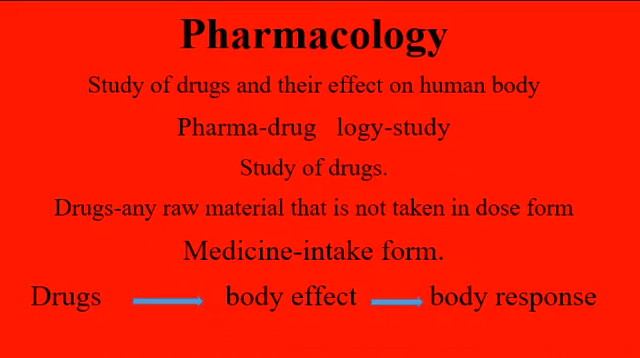 Pharmacology
Study of drugs and their effect on human body
Pharma-drug logy-study
Study of drugs.
Drugs-any raw material that is not taken in dose form
Medicine-intake form.
Drugs body effect body response